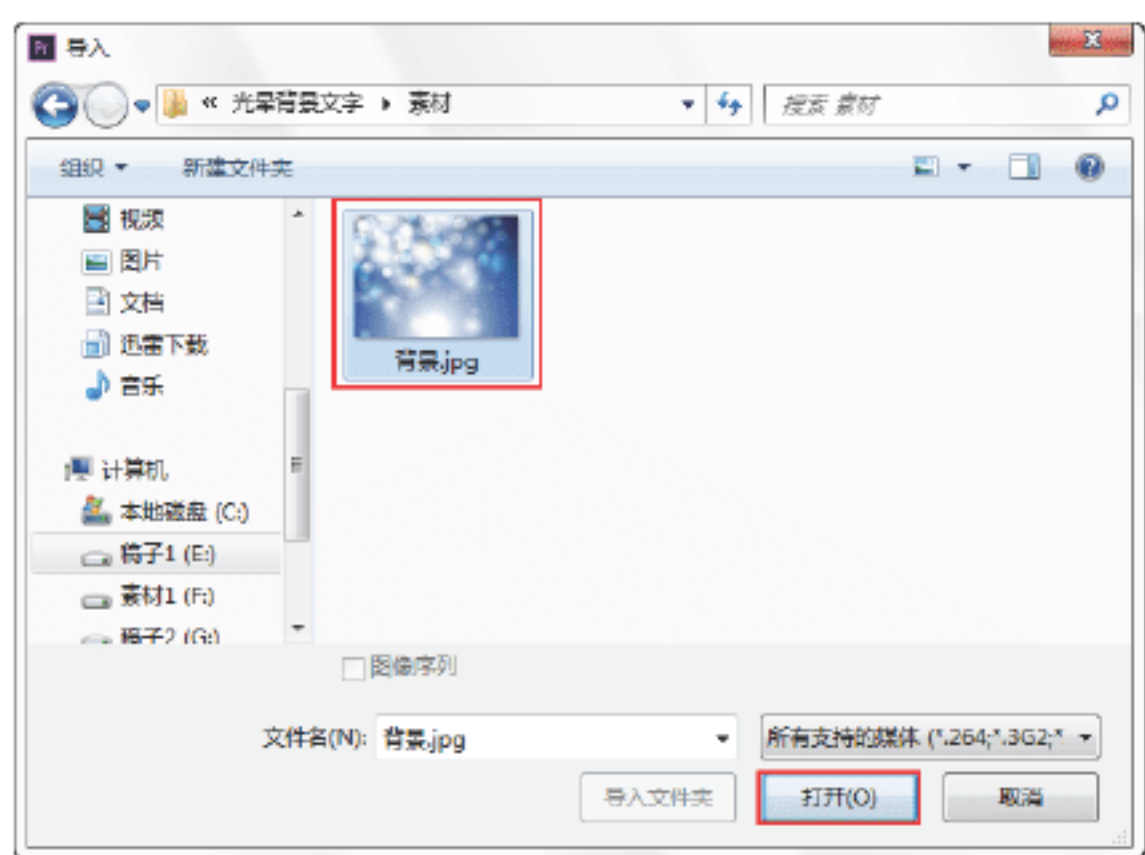 Pr 导入
« 光晕背景文字 ▸ 素材
搜索 素材
组织 新建文件夹
视频
图片
文档
迅雷下载
音乐
背景.jpg
计算机
本地磁盘 (C:)
稿子1 (E:)
素材1 (F:)
稿子2 (G:)
图像序列
文件名(N): 背景.jpg
所有支持的媒体 (*.264;*.3G2;*
导入文件夹 打开(O) 取消